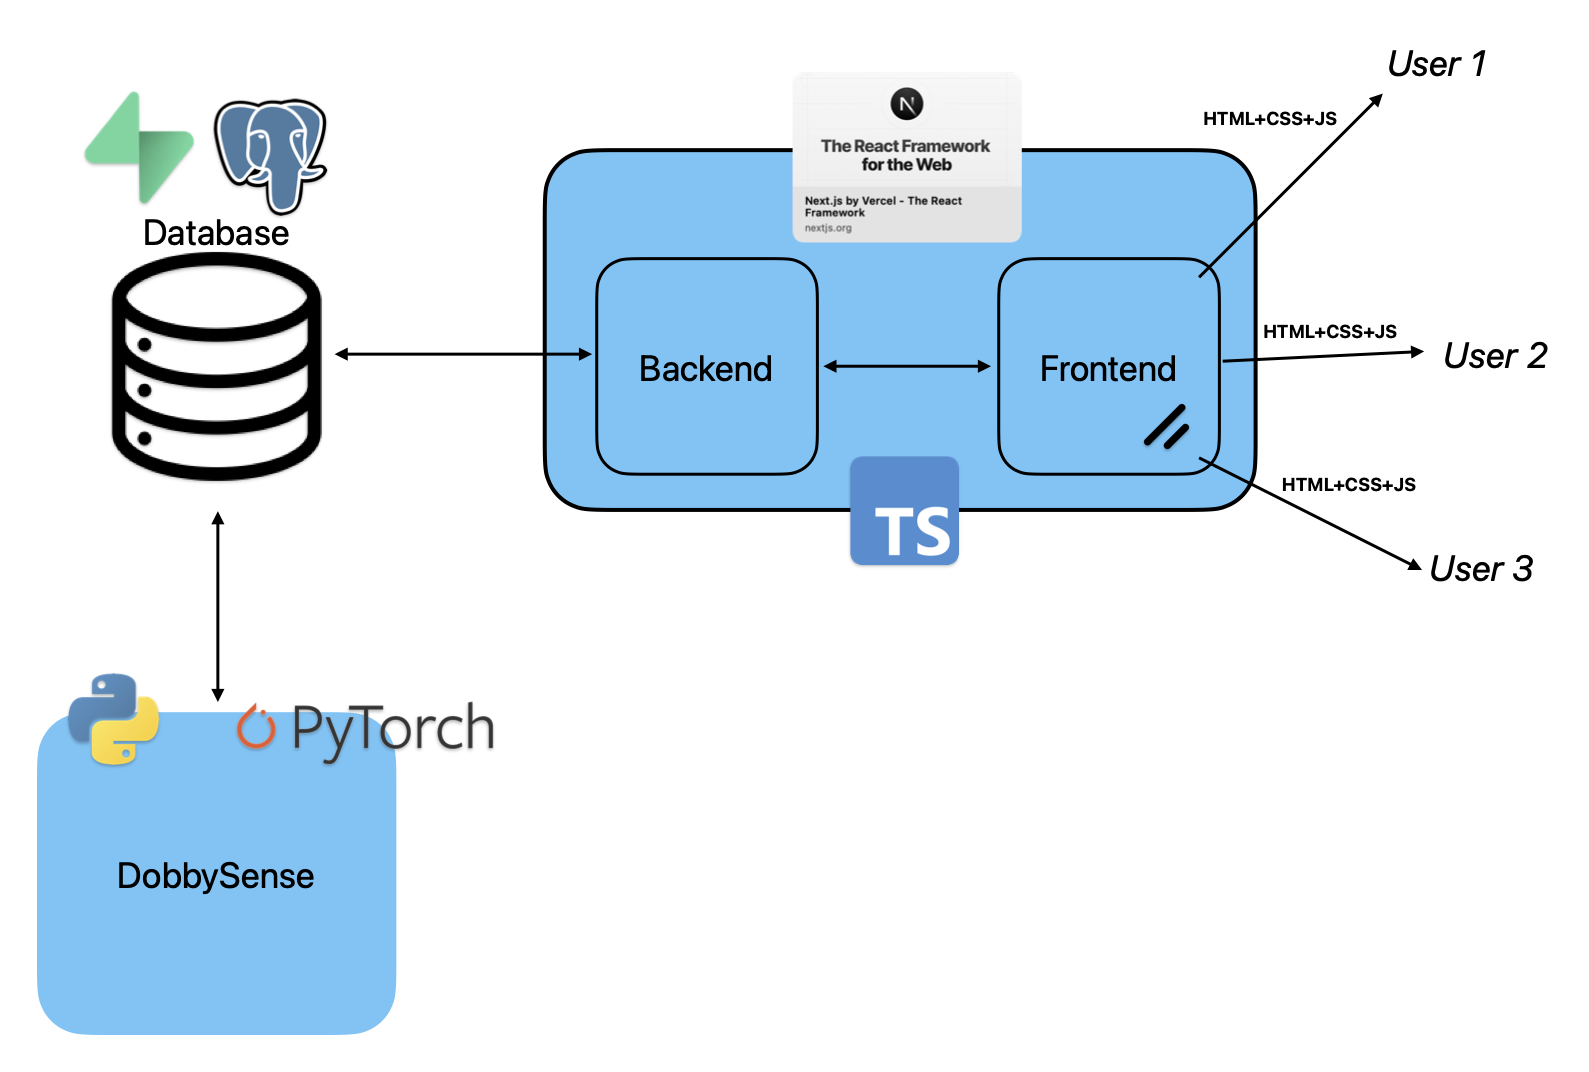 User 1
HTML+CSS+JS
N
The React Framework
for the Web
Next.js by Vercel - The React
Framework
nextjs.org
Database
Backend
Frontend
HTML+CSS+JS
User 2
HTML+CSS+JS
TS
User 3
PyTorch
DobbySense